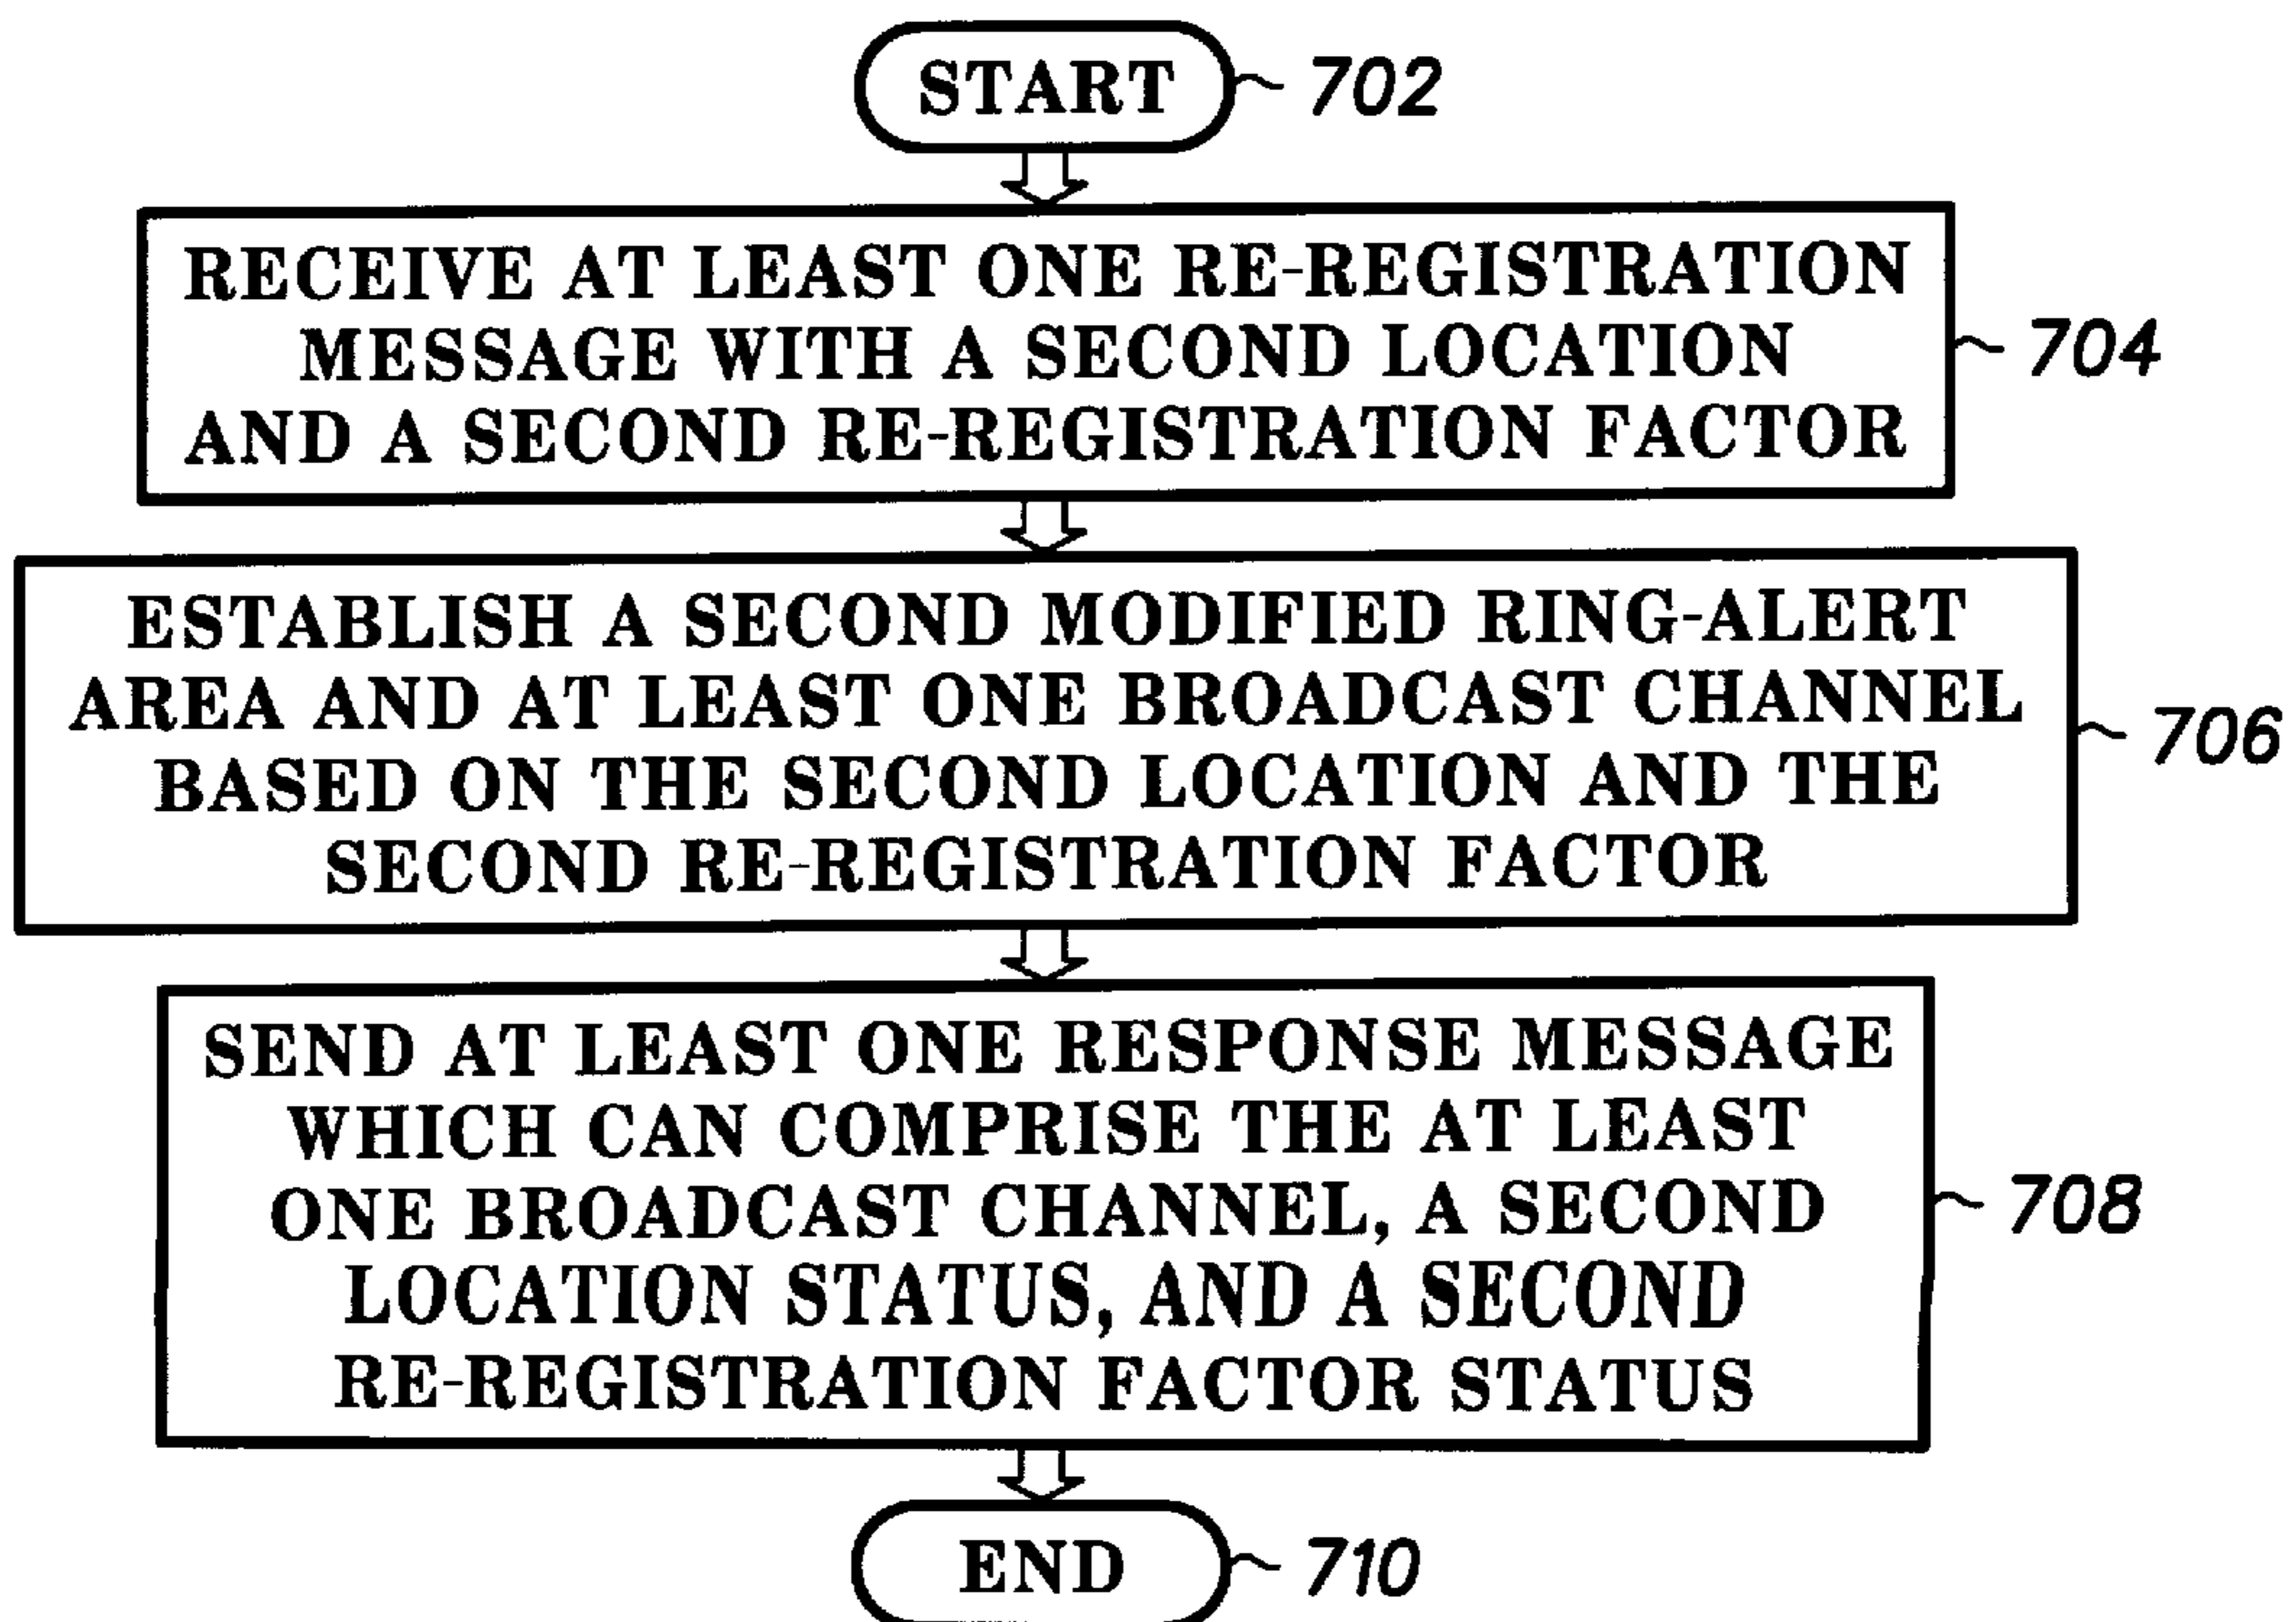 START 702
RECEIVE AT LEAST ONE RE-REGISTRATION
MESSAGE WITH A SECOND LOCATION
AND A SECOND RE-REGISTRATION FACTOR
704
ESTABLISH A SECOND MODIFIED RING-ALERT
AREA AND AT LEAST ONE BROADCAST CHANNEL
BASED ON THE SECOND LOCATION AND THE
SECOND RE-REGISTRATION FACTOR
706
SEND AT LEAST ONE RESPONSE MESSAGE
WHICH CAN COMPRISE THE AT LEAST
ONE BROADCAST CHANNEL, A SECOND
LOCATION STATUS, AND A SECOND
RE-REGISTRATION FACTOR STATUS
708
END 710